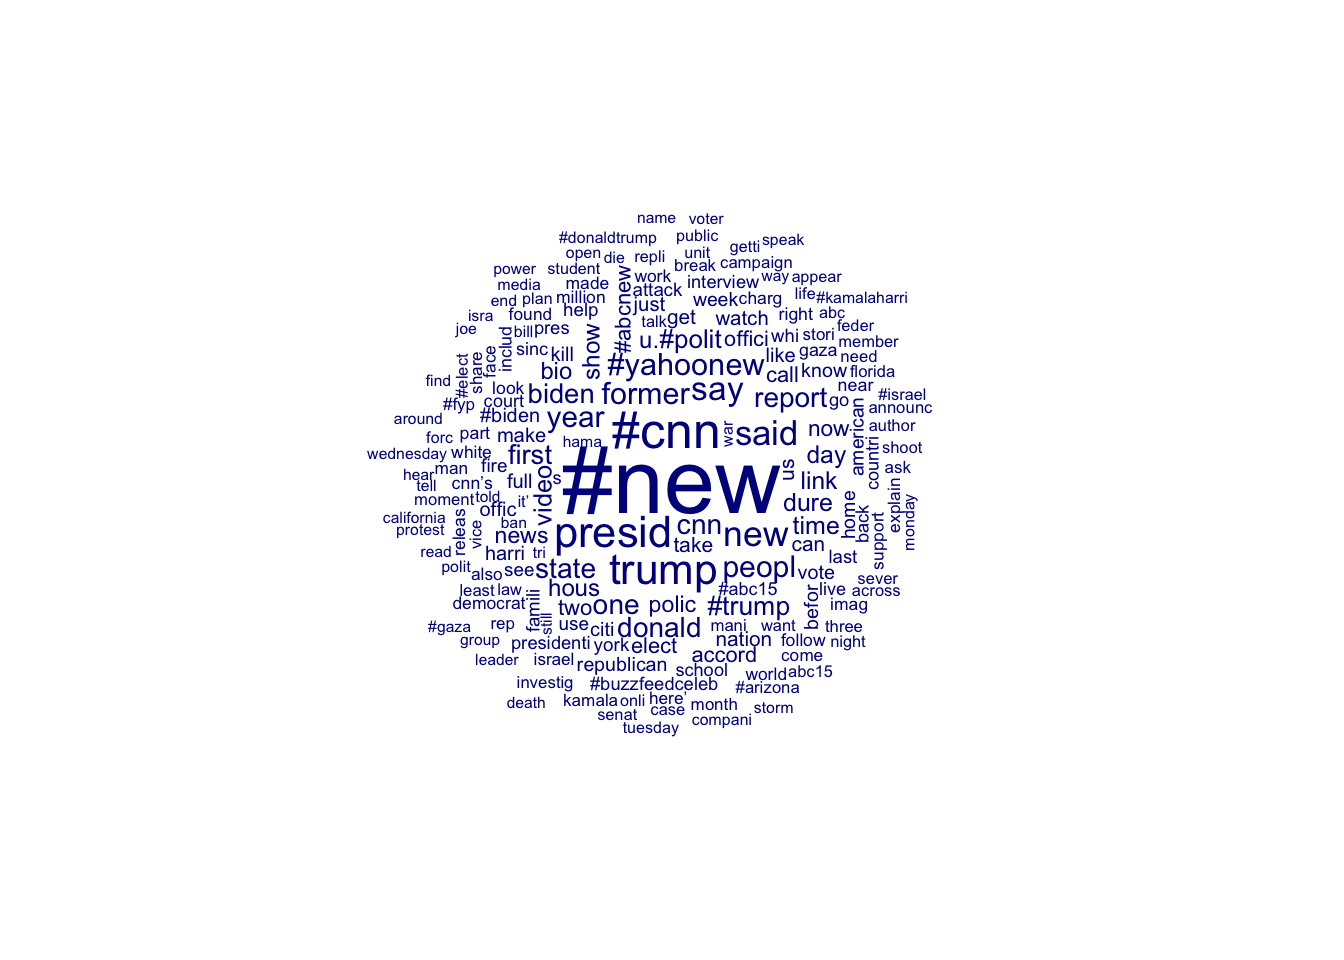 name voter
#donaldtrump public getti speak
open die repli unit
power student work break campaign
media made attack interview way appear
end plan million #abcnew just week charg life #kamalaharri
isra found help talk get watch right abc
joe bill pres show u. #polit offici whi stori feder
includ sinc kill #yahoonew like gaza member
face bio call know need florida
find #elect share look biden former say report go near #israel
#fyp court year announc
around #biden #cnn war said now american author
forc part make hama countri shoot
wednesday white first day
hear man fire #new us link ask
tell cnn's full s video
moment told it' dure home explain
california offic presid cnn new time back monday
protest releas vice ban news take can support
read harri tri last
polit also see state trump peopl vote sever
least law hous #abc15 live across
democrat famili two one polic #trump befor imag
#gaza rep still use citi donald mani want three
group presidenti york elect nation follow night
leader israel republican accord come
school world abc15
investig #buzzfeedceleb #arizona
death kamala onli here' month storm
senat case compani
tuesday